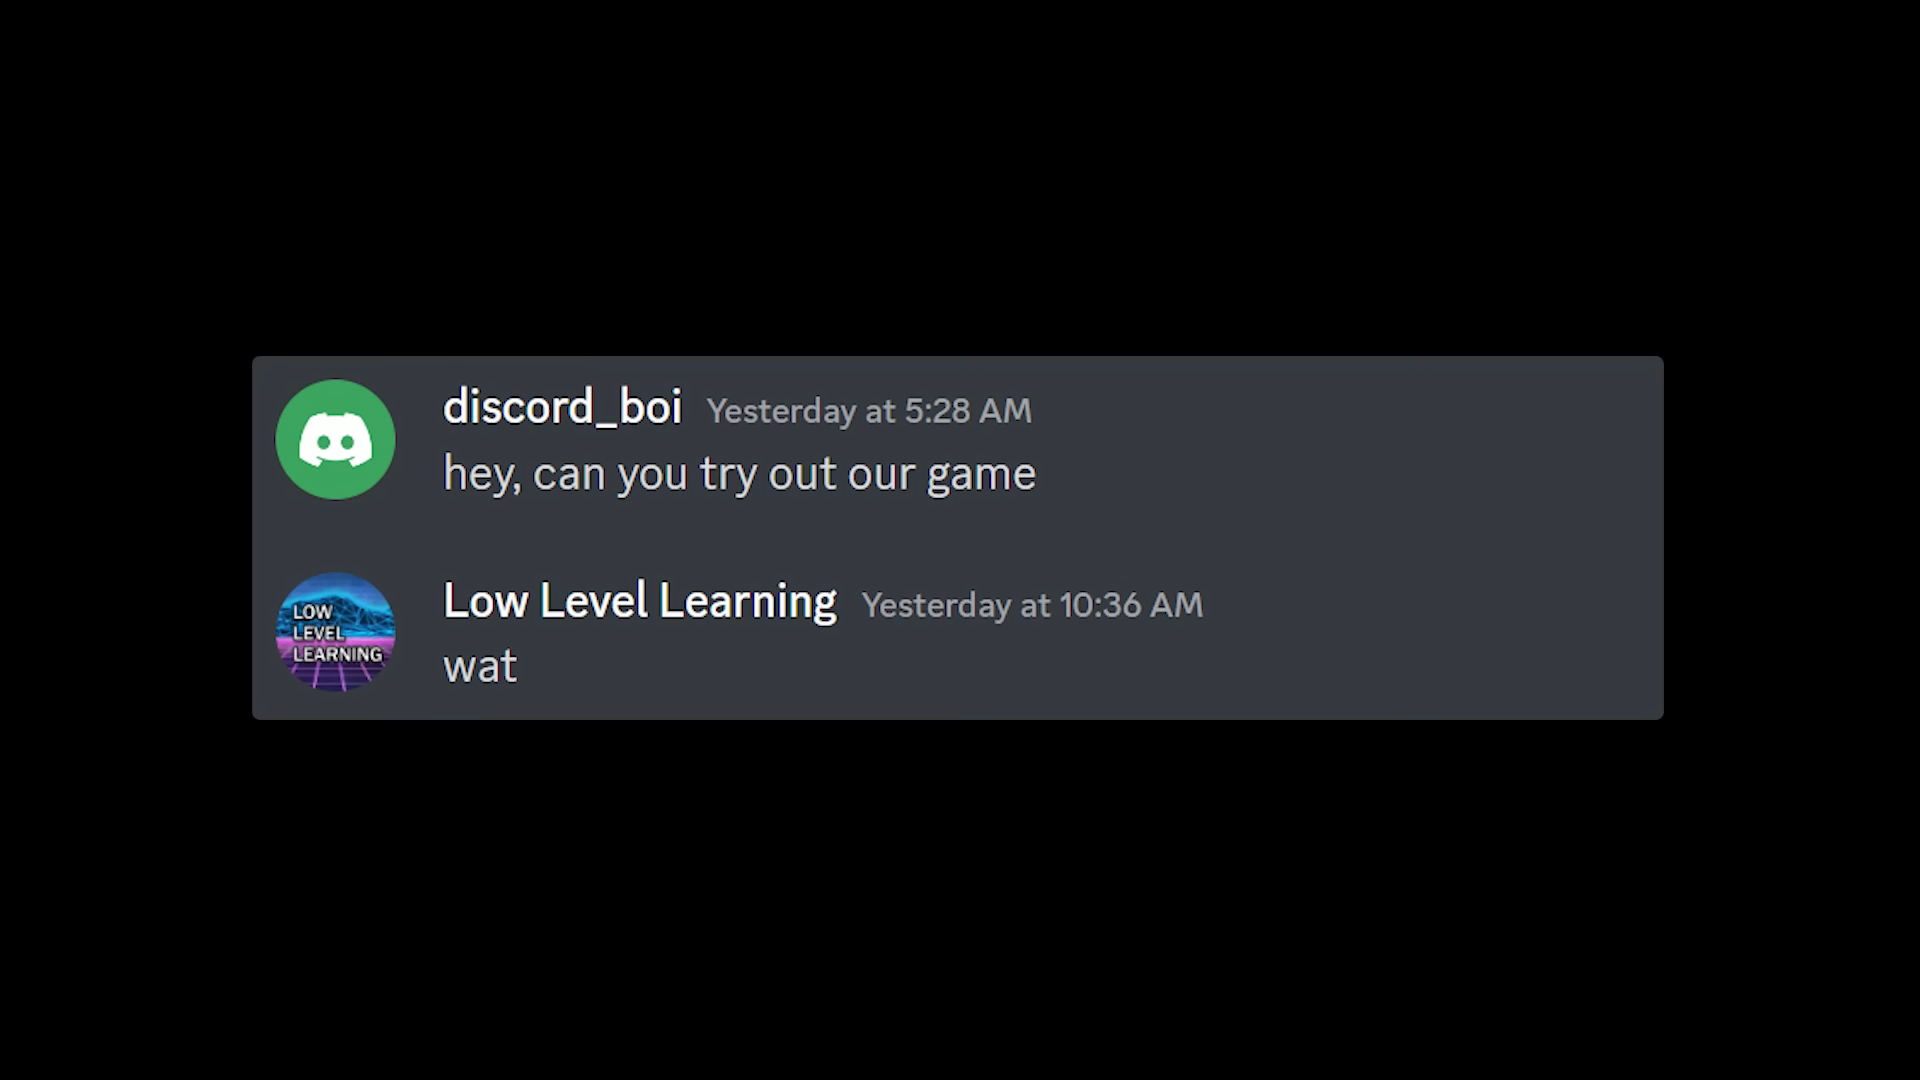 discord_boi Yesterday at 5:28 AM
hey, can you try out our game
Low Level Learning Yesterday at 10:36 AM
LOW
LEVEL
LEARNING
wat